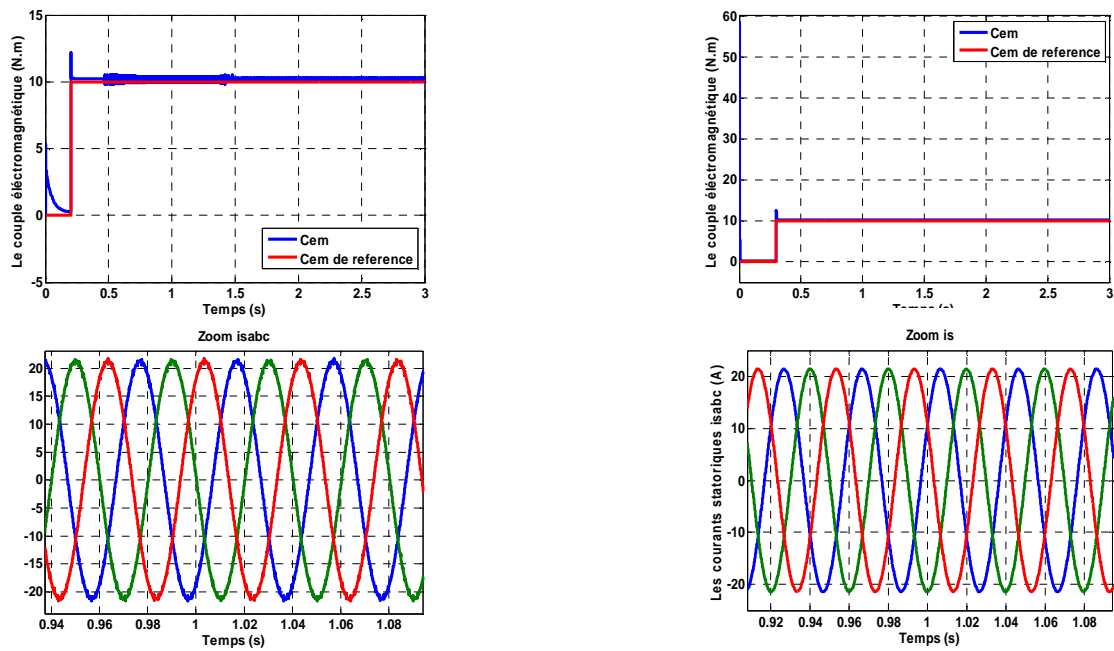 15
10
5
0
-5
Le couple éléctromagnétique (N.m)
Cem
Cem de reference
0 0.5 1 1.5 2 2.5 3
Temps (s)
60
50
40
30
20
10
0
Le couple éléctromagnétique (N.m)
Cem
Cem de reference
0 0.5 1 1.5 2 2.5 3
Temps (s)
Zoom isabc
20
15
10
5
0
-5
-10
-15
-20
0.94 0.96 0.98 1 1.02 1.04 1.06 1.08
Temps (s)
Zoom is
Les courants statoriques isabc (A)
20
10
0
-10
-20
0.92 0.94 0.96 0.98 1 1.02 1.04 1.06 1.08
Temps (s)